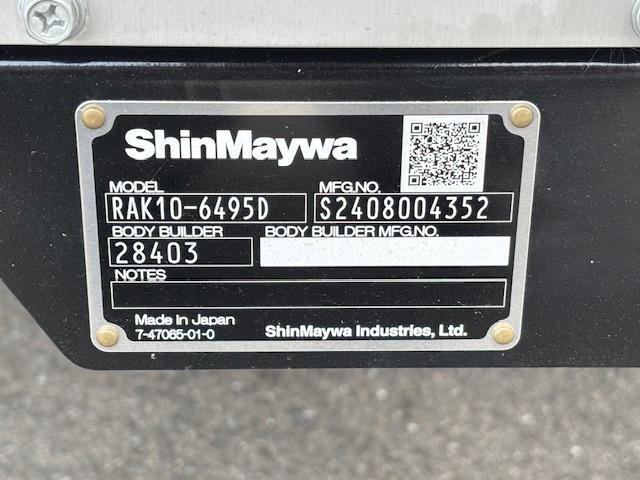 ShinMaywa
MODEL MFG.NO.
RAK10-6495D S2408004352
BODY BUILDER BODY BUILDER MFG.NO.
28403
NOTES
Made in Japan
7-47065-01-0 ShinMaywa Industries, Ltd.